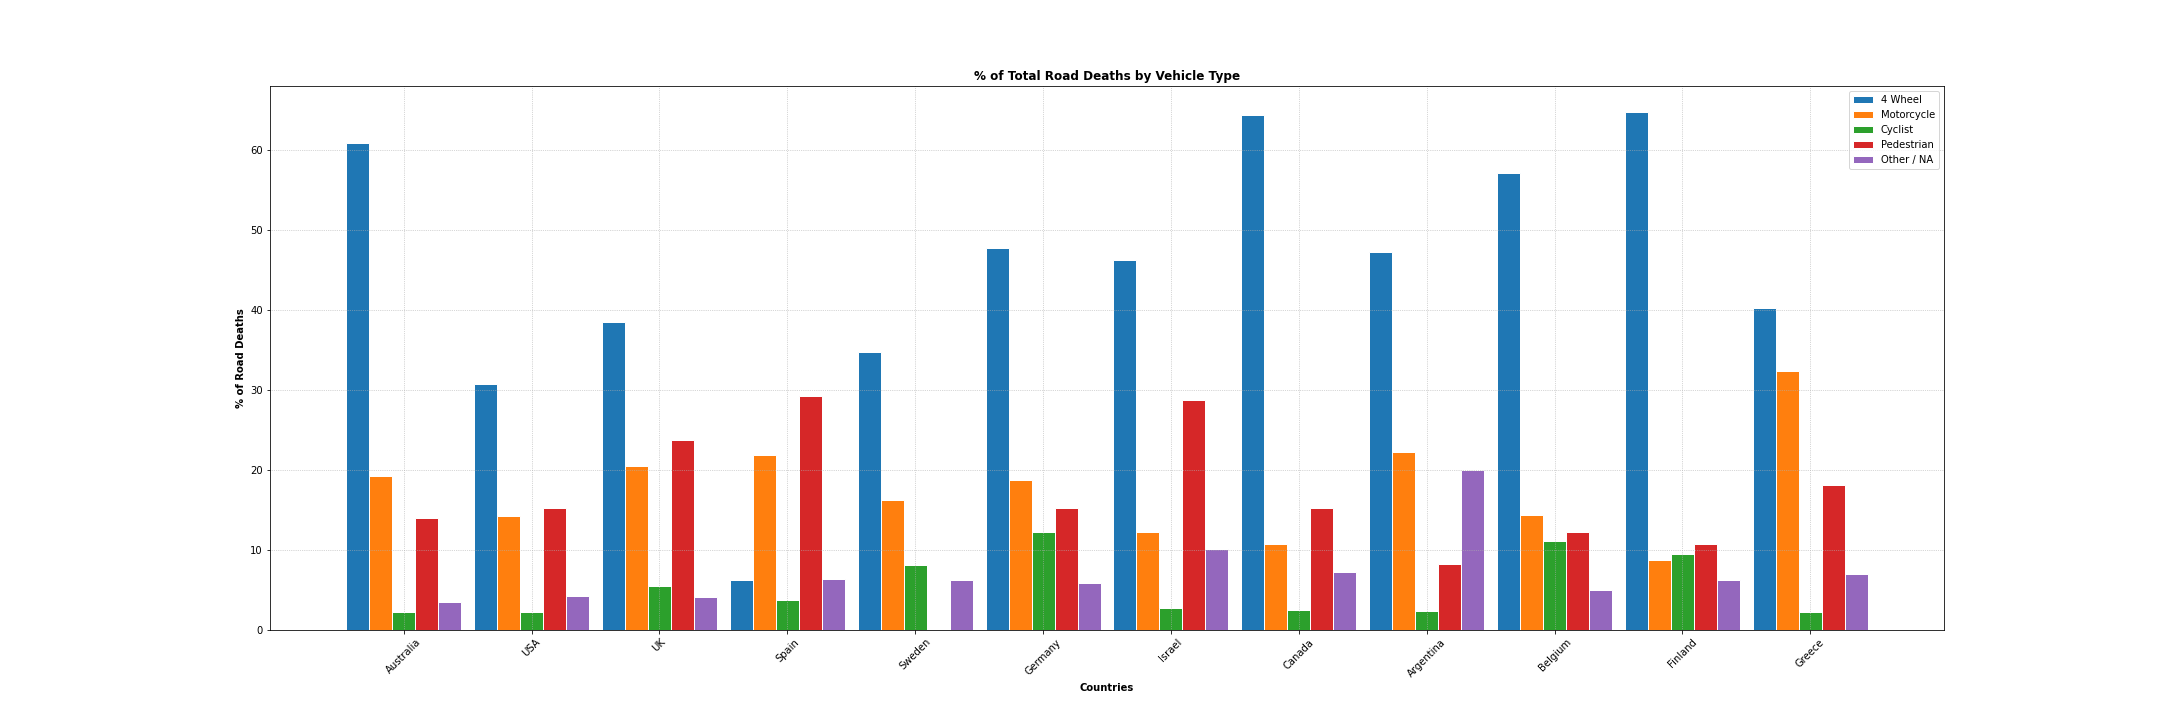 % of Total Road Deaths by Vehicle Type
4 Wheel
Motorcycle
Cyclist
Pedestrian
Other / NA
% of Road Deaths
60
50
40
30
20
10
0
Australia
USA
UK
Spain
Sweden
Germany
Israel
Canada
Argentina
Belgium
Finland
Greece
Countries